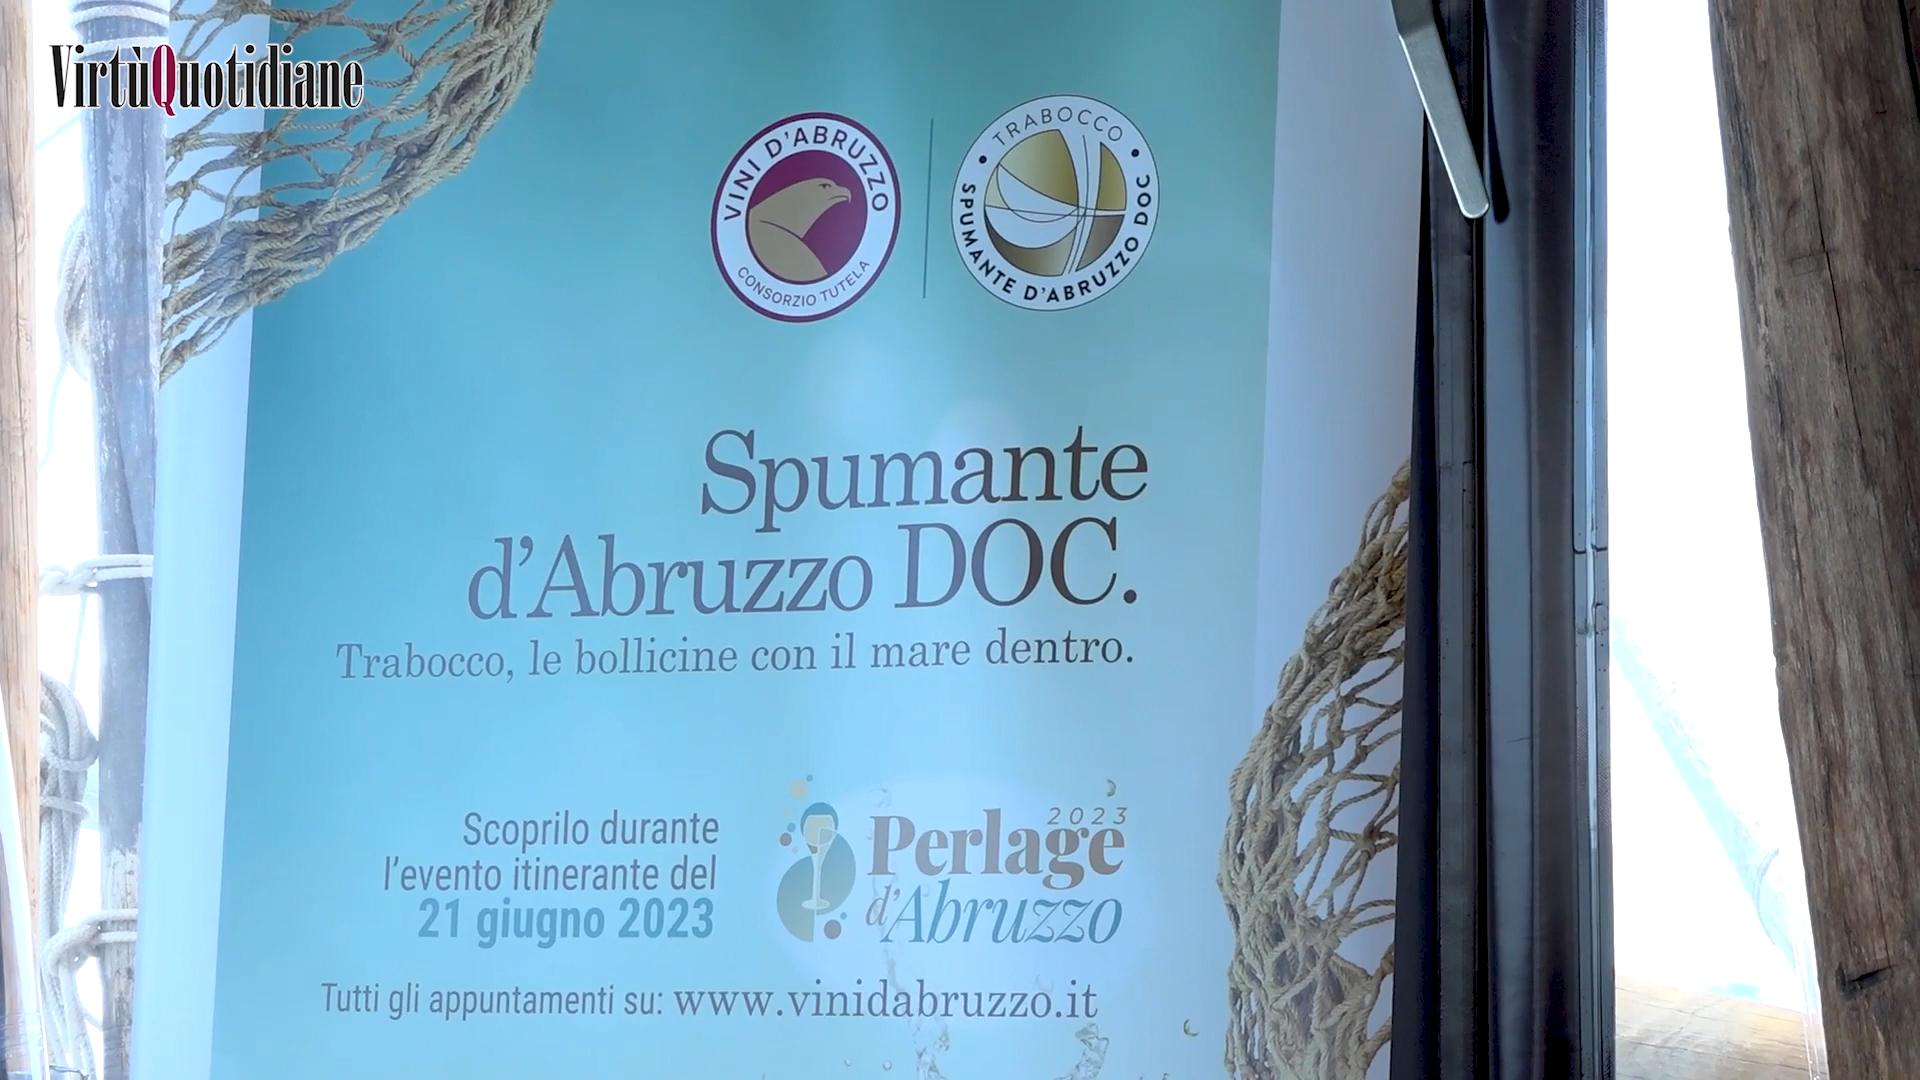 VirtùQuotidiane
VINI D'ABRUZZO
CONSORZIO TUTELA
TRABOCCO
SPUMANTE D'ABRUZZO DOC
Spumante
d'Abruzzo DOC.
Trabocco, le bollicine con il mare dentro.
Scoprilo durante
l'evento itinerante del
21 giugno 2023
2023
Perlage
d'Abruzzo
Tutti gli appuntamenti su: www.vinidabruzzo.it